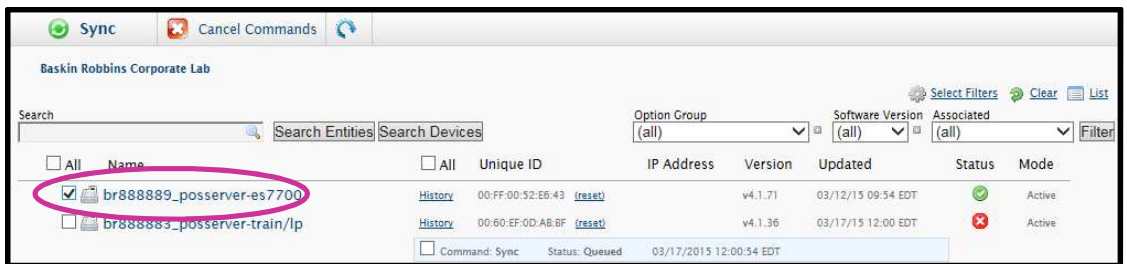 Sync Cancel Commands
Baskin Robbins Corporate Lab
Select Filters Clear List
Search Option Group Software Version Associated
Search Entities Search Devices (all) (all) (all) Filter
All Name All Unique ID IP Address Version Updated Status Mode
br888889_posserver-es7700 History 00:FF:00:52:E6:43 (reset) v4.1.71 03/12/15 09:54 EDT Active
br888883_posserver-train/lp History 00:60:EF:0D:AB:BF (reset) v4.1.36 03/17/15 12:00 EDT Active
Command: Sync Status: Queued 03/17/2015 12:00:54 EDT